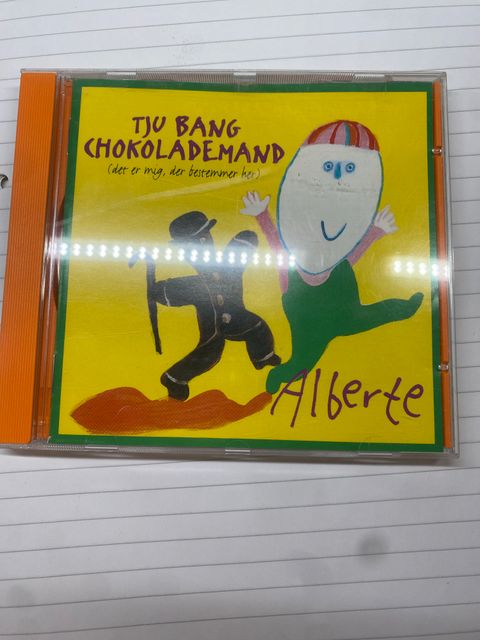 TJU BANG
CHOKOLADEMAND
(det er mig, der bestemmer her)
Alberte